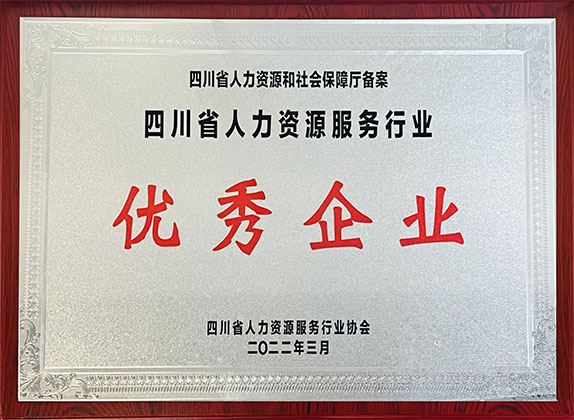 四川省人力资源和社会保障厅备案
四川省人力资源服务行业
优秀企业
四川省人力资源服务行业协会
二〇二二年三月